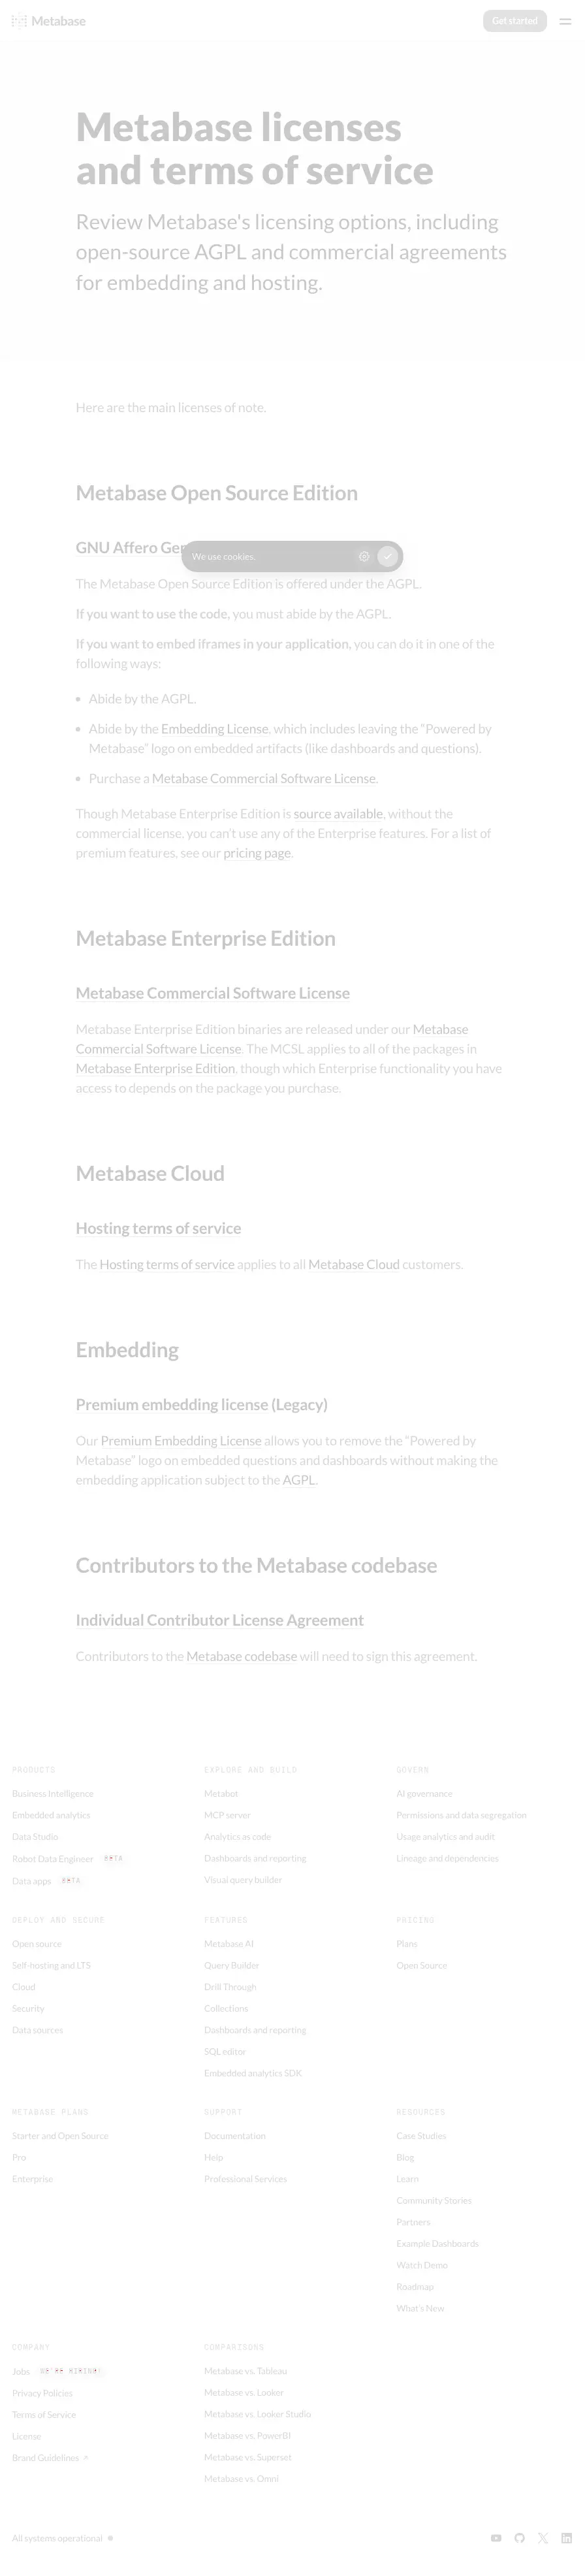 Metabase
Get started
Metabase licenses
and terms of service
Review Metabase's licensing options, including
open-source AGPL and commercial agreements
for embedding and hosting.
Here are the main licenses of note.
Metabase Open Source Edition
GNU Affero
We use cookies.
The Metabase Open Source Edition is offered under the AGPL.
If you want to use the code, you must abide by the AGPL.
If you want to embed iframes in your application, you can do it in one of the
following ways:
• Abide by the AGPL.
• Abide by the Embedding License, which includes leaving the “Powered by
Metabase” logo on embedded artifacts (like dashboards and questions).
• Purchase a Metabase Commercial Software License.
Though Metabase Enterprise Edition is source available, without the
commercial license, you can’t use any of the Enterprise features. For a list of
premium features, see our pricing page.
Metabase Enterprise Edition
Metabase Commercial Software License
Metabase Enterprise Edition binaries are released under our Metabase
Commercial Software License. The MCSL applies to all of the packages in
Metabase Enterprise Edition, though which Enterprise functionality you have
access to depends on the package you purchase.
Metabase Cloud
Hosting terms of service
The Hosting terms of service applies to all Metabase Cloud customers.
Embedding
Premium embedding license (Legacy)
Our Premium Embedding License allows you to remove the “Powered by
Metabase” logo on embedded questions and dashboards without making the
embedding application subject to the AGPL.
Contributors to the Metabase codebase
Individual Contributor License Agreement
Contributors to the Metabase codebase will need to sign this agreement.
PRODUCTS
Business Intelligence
Embedded analytics
Data Studio
Robot Data Engineer BETA
Data apps BETA
EXPLORE AND BUILD
Metabot
MCP server
Analytics as code
Dashboards and reporting
Visual query builder
GOVERN
AI governance
Permissions and data segregation
Usage analytics and audit
Lineage and dependencies
DEPLOY AND SECURE
Open source
Self-hosting and LTS
Cloud
Security
Data sources
FEATURES
Metabase AI
Query Builder
Drill Through
Collections
Dashboards and reporting
SQL editor
Embedded analytics SDK
PRICING
Plans
Open Source
METABASE PLANS
Starter and Open Source
Pro
Enterprise
SUPPORT
Documentation
Help
Professional Services
RESOURCES
Case Studies
Blog
Learn
Community Stories
Partners
Example Dashboards
Watch Demo
Roadmap
What's New
COMPANY
Jobs WE'RE HIRING!
Privacy Policies
Terms of Service
License
Brand Guidelines ↗
COMPARISONS
Metabase vs. Tableau
Metabase vs. Looker
Metabase vs. Looker Studio
Metabase vs. PowerBI
Metabase vs. Superset
Metabase vs. Omni
All systems operational